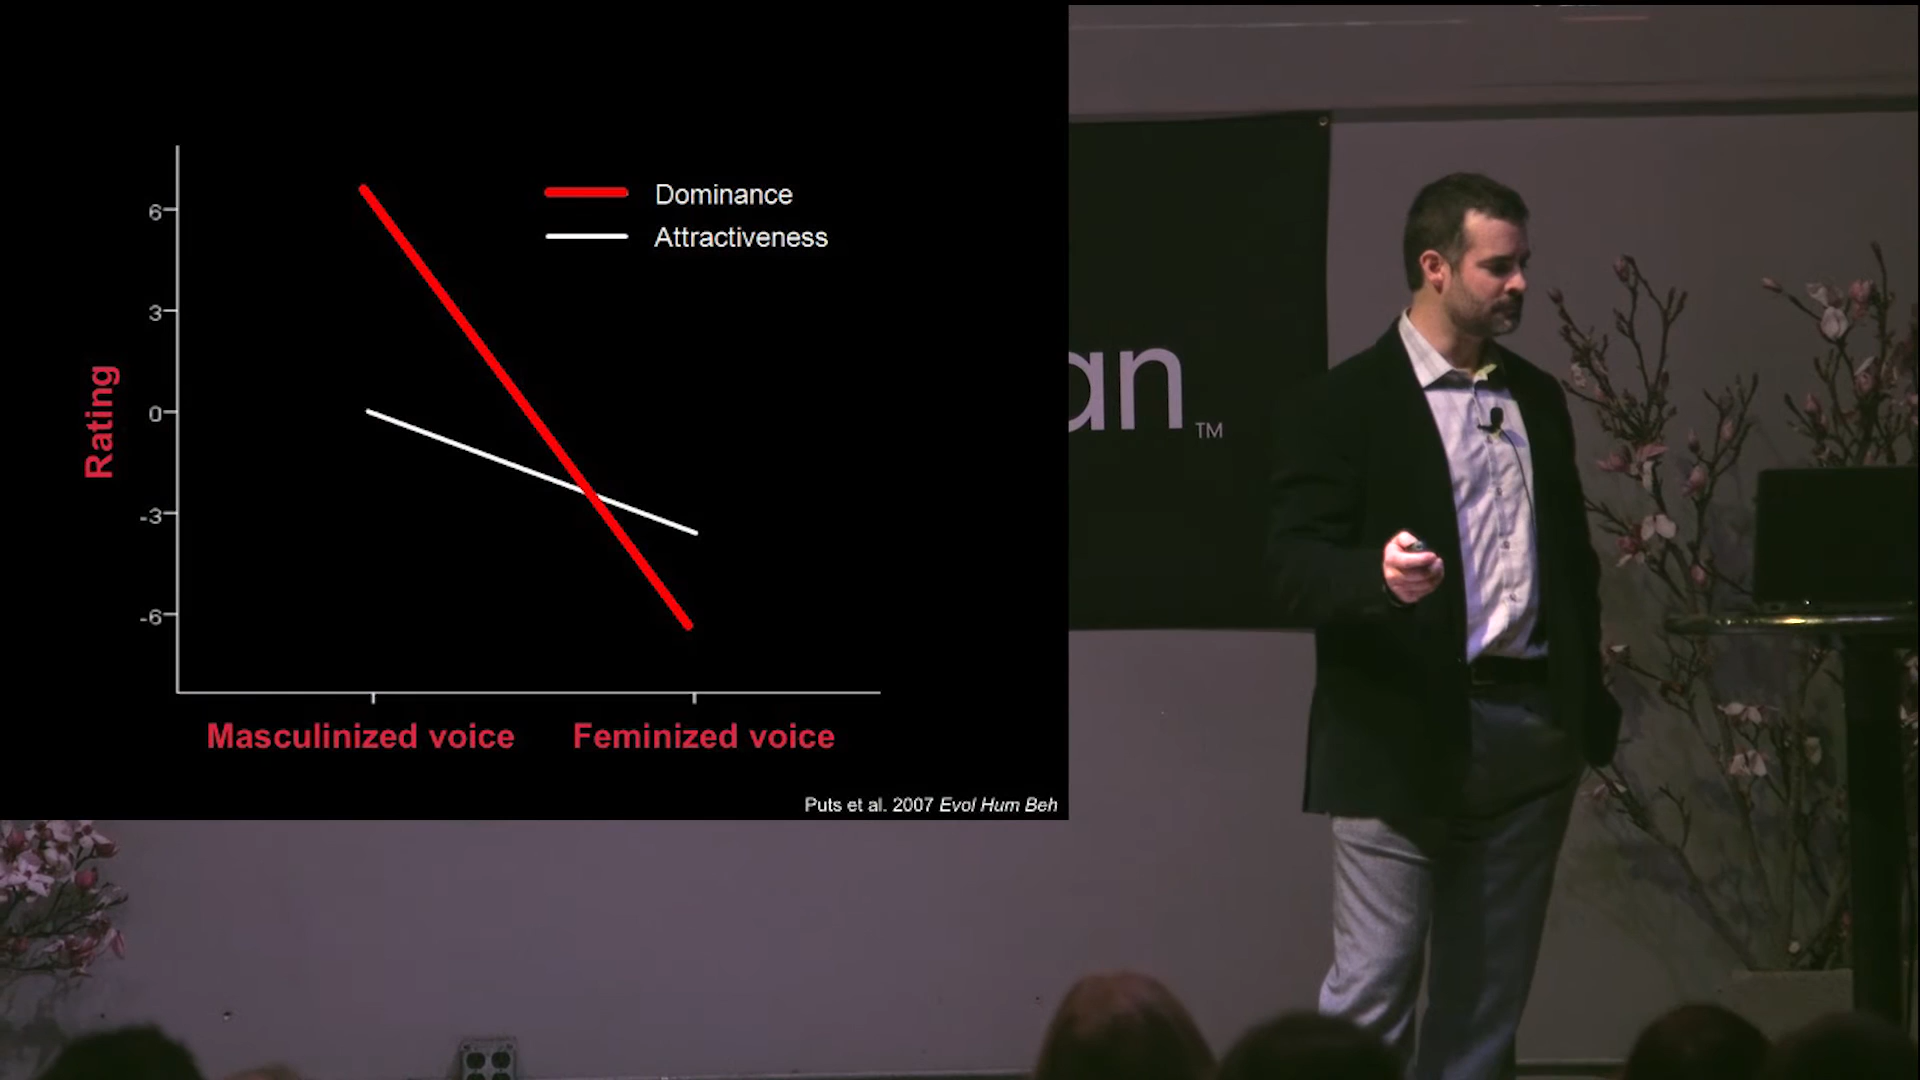 Dominance
Attractiveness
6
3
0
-3
-6
Rating
Masculinized voice
Feminized voice
Puts et al. 2007 Evol Hum Beh
an
TM